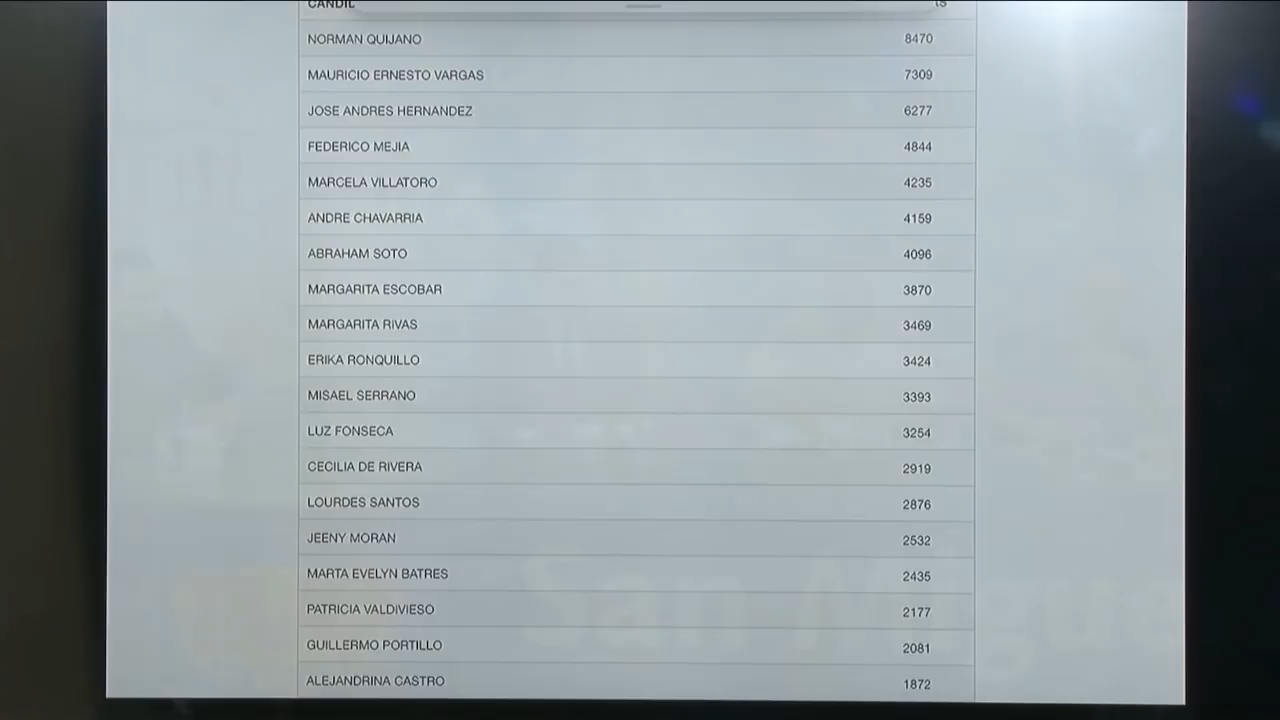 NORMAN QUIJANO 8470
MAURICIO ERNESTO VARGAS 7309
JOSE ANDRES HERNANDEZ 6277
FEDERICO MEJIA 4844
MARCELA VILLATORO 4235
ANDRE CHAVARRIA 4159
ABRAHAM SOTO 4096
MARGARITA ESCOBAR 3870
MARGARITA RIVAS 3469
ERIKA RONQUILLO 3424
MISAEL SERRANO 3393
LUZ FONSECA 3254
CECILIA DE RIVERA 2919
LOURDES SANTOS 2876
JEENY MORAN 2532
MARTA EVELYN BATRES 2435
PATRICIA VALDIVIESO 2177
GUILLERMO PORTILLO 2081
ALEJANDRINA CASTRO 1872